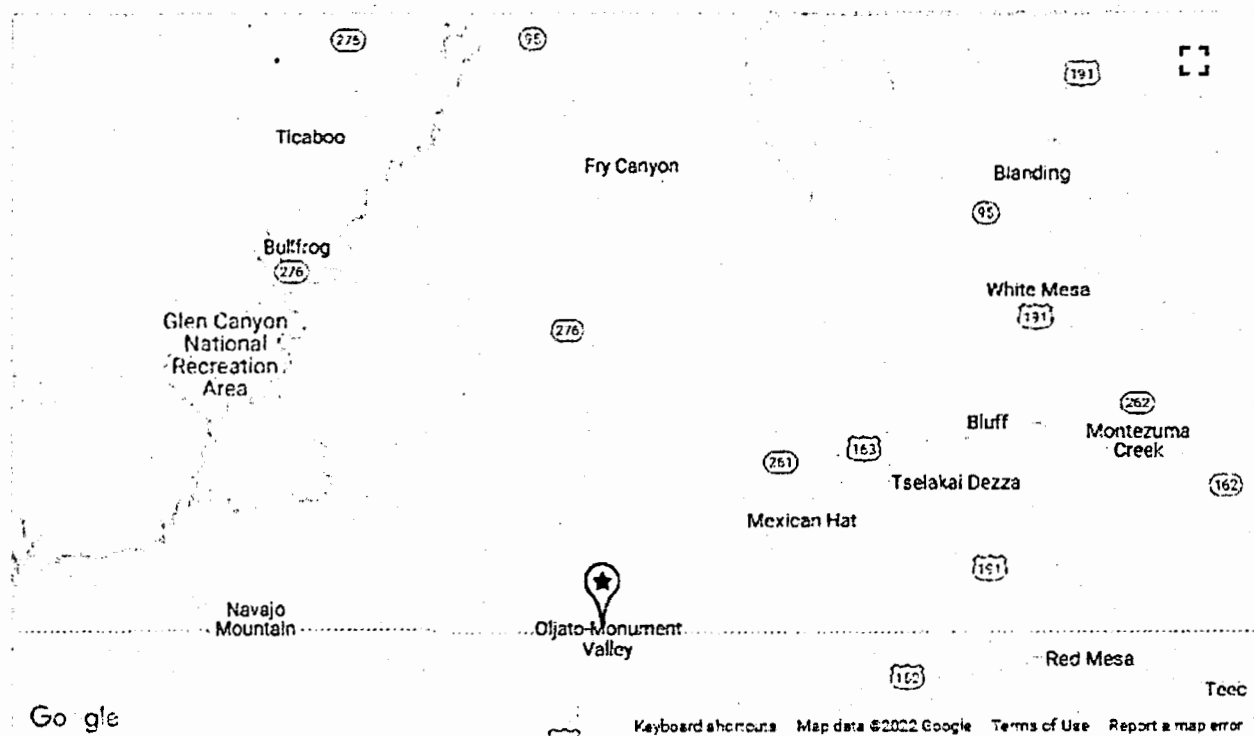 275
95
191
Ticaboo
Fry Canyon
Blanding
95
Bullfrog
276
White Mesa
191
Glen Canyon
National
Recreation
Area
276
262
Bluff
Montezuma
Creek
261
163
Tselakai Dezza
162
Mexican Hat
191
Navajo
Mountain
Oljato-Monument
Valley
Red Mesa
Teec
Google
Keyboard shortcuts Map data ©2022 Google Terms of Use Report a map error